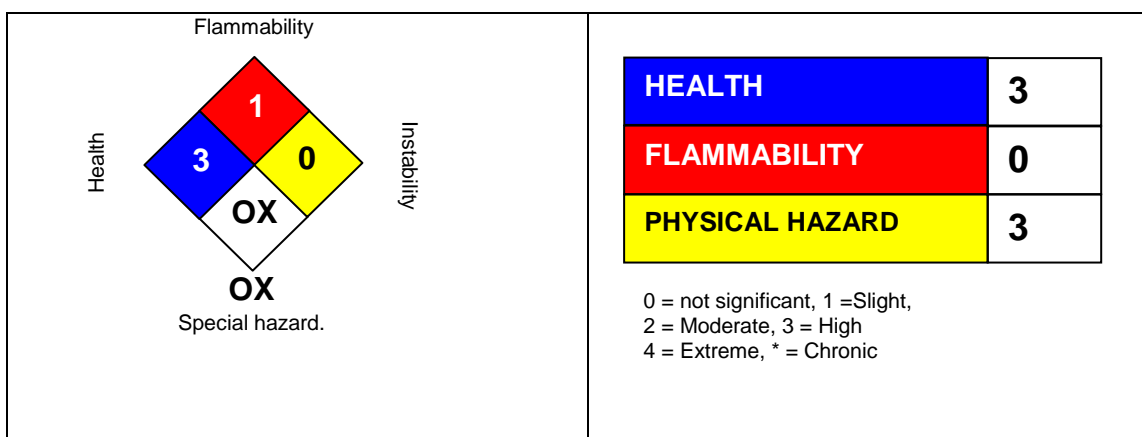 Flammability
1
Health
3
0
Instability
OX
OX
Special hazard.
HEALTH 3
FLAMMABILITY 0
PHYSICAL HAZARD 3
0 = not significant, 1 =Slight,
2 = Moderate, 3 = High
4 = Extreme, * = Chronic